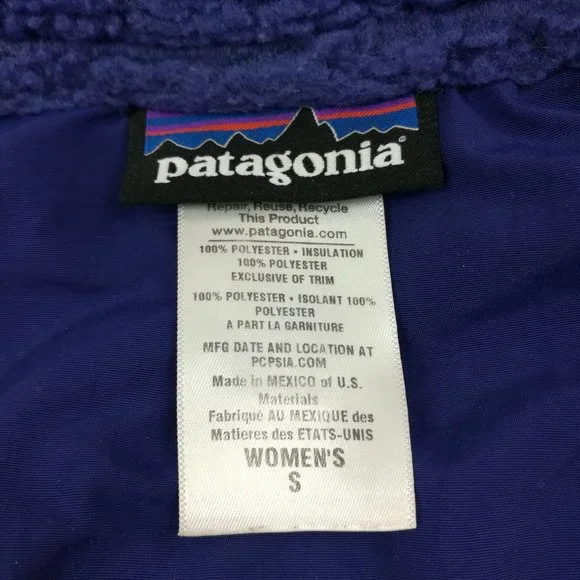 patagonia®
Repair, Reuse, Recycle
This Product
www.patagonia.com
100% POLYESTER • INSULATION
100% POLYESTER
EXCLUSIVE OF TRIM
100% POLYESTER • ISOLANT 100%
POLYESTER
A PART LA GARNITURE
MFG DATE AND LOCATION AT
PCPSIA.COM
Made in MEXICO of U.S.
Materials
Fabriqué AU MEXIQUE des
Matieres des ETATS-UNIS
WOMEN'S
S